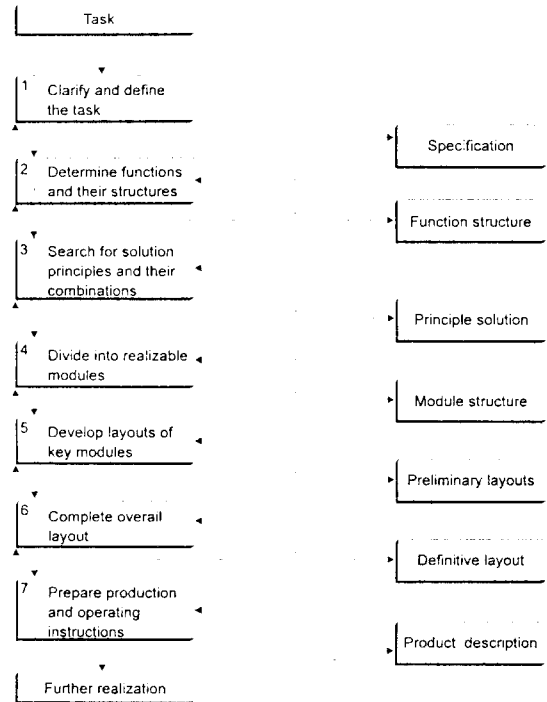 Task
1 Clarify and define
the task
2 Determine functions
and their structures
3 Search for solution
principles and their
combinations
4 Divide into realizable
modules
5 Develop layouts of
key modules
6 Complete overall
layout
7 Prepare production
and operating
instructions
Further realization
Specification
Function structure
Principle solution
Module structure
Preliminary layouts
Definitive layout
Product description